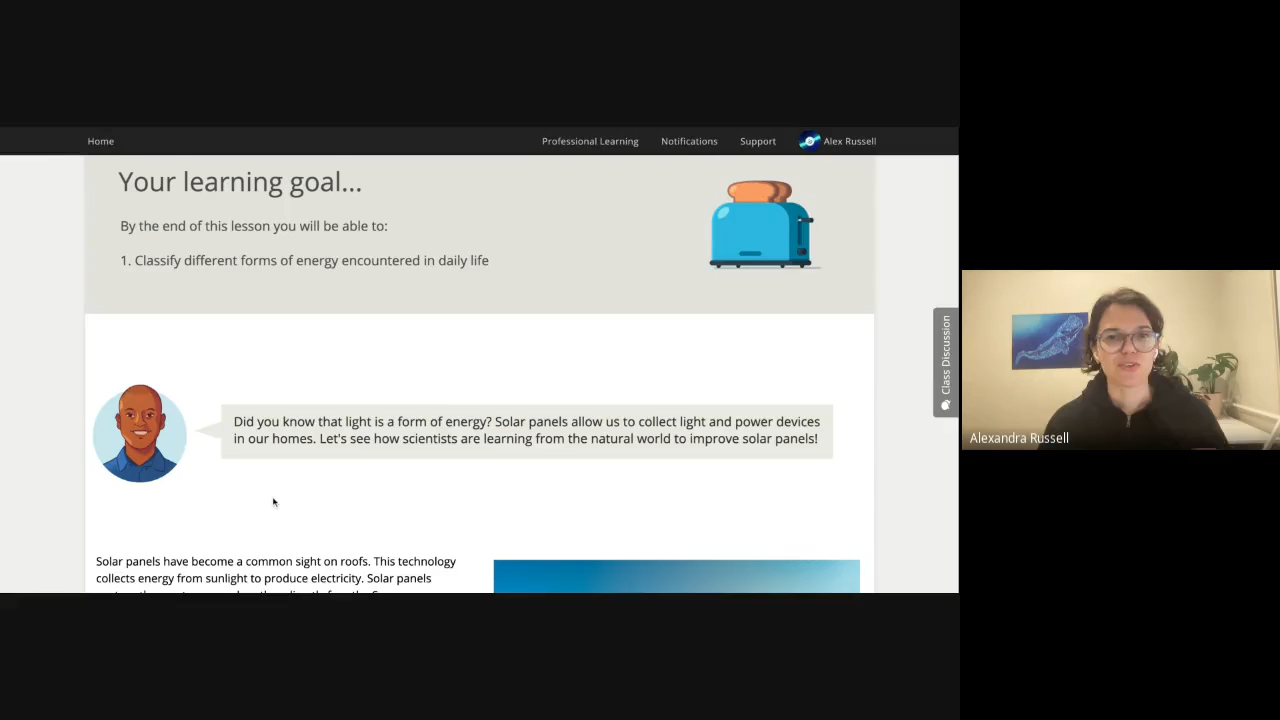 Home Professional Learning Notifications Support Alex Russell
Your learning goal...
By the end of this lesson you will be able to:
1. Classify different forms of energy encountered in daily life
Class Discussion
Did you know that light is a form of energy? Solar panels allow us to collect light and power devices
in our homes. Let's see how scientists are learning from the natural world to improve solar panels!
Alexandra Russell
Solar panels have become a common sight on roofs. This technology
collects energy from sunlight to produce electricity. Solar panels